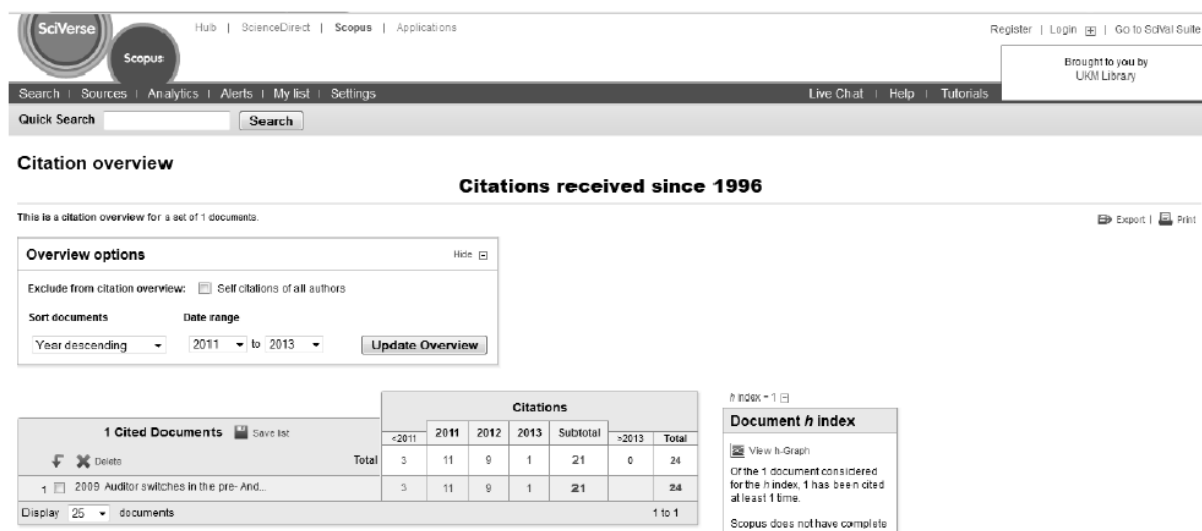 SciVerse
Hub | ScienceDirect | Scopus | Applications
Register | Login | Go to SciVal Suite
Scopus
Brought to you by
UKM Library
Search | Sources | Analytics | Alerts | My list | Settings
Live Chat | Help | Tutorials
Quick Search Search
Citation overview
Citations received since 1996
This is a citation overview for a set of 1 documents.
Export | Print
Overview options Hide
Exclude from citation overview: Self citations of all authors
Sort documents Date range
Year descending 2011 to 2013 Update Overview
h index = 1
Citations
Document h index
1 Cited Documents Save list <2011 2011 2012 2013 Subtotal >2013 Total
View h-Graph
Delete Total 3 11 9 1 21 0 24
Of the 1 document considered
for the h index, 1 has been cited
at least 1 time.
1 2009 Auditor switches in the pre- And... 3 11 9 1 21 24
Display 25 documents 1 to 1
Scopus does not have complete